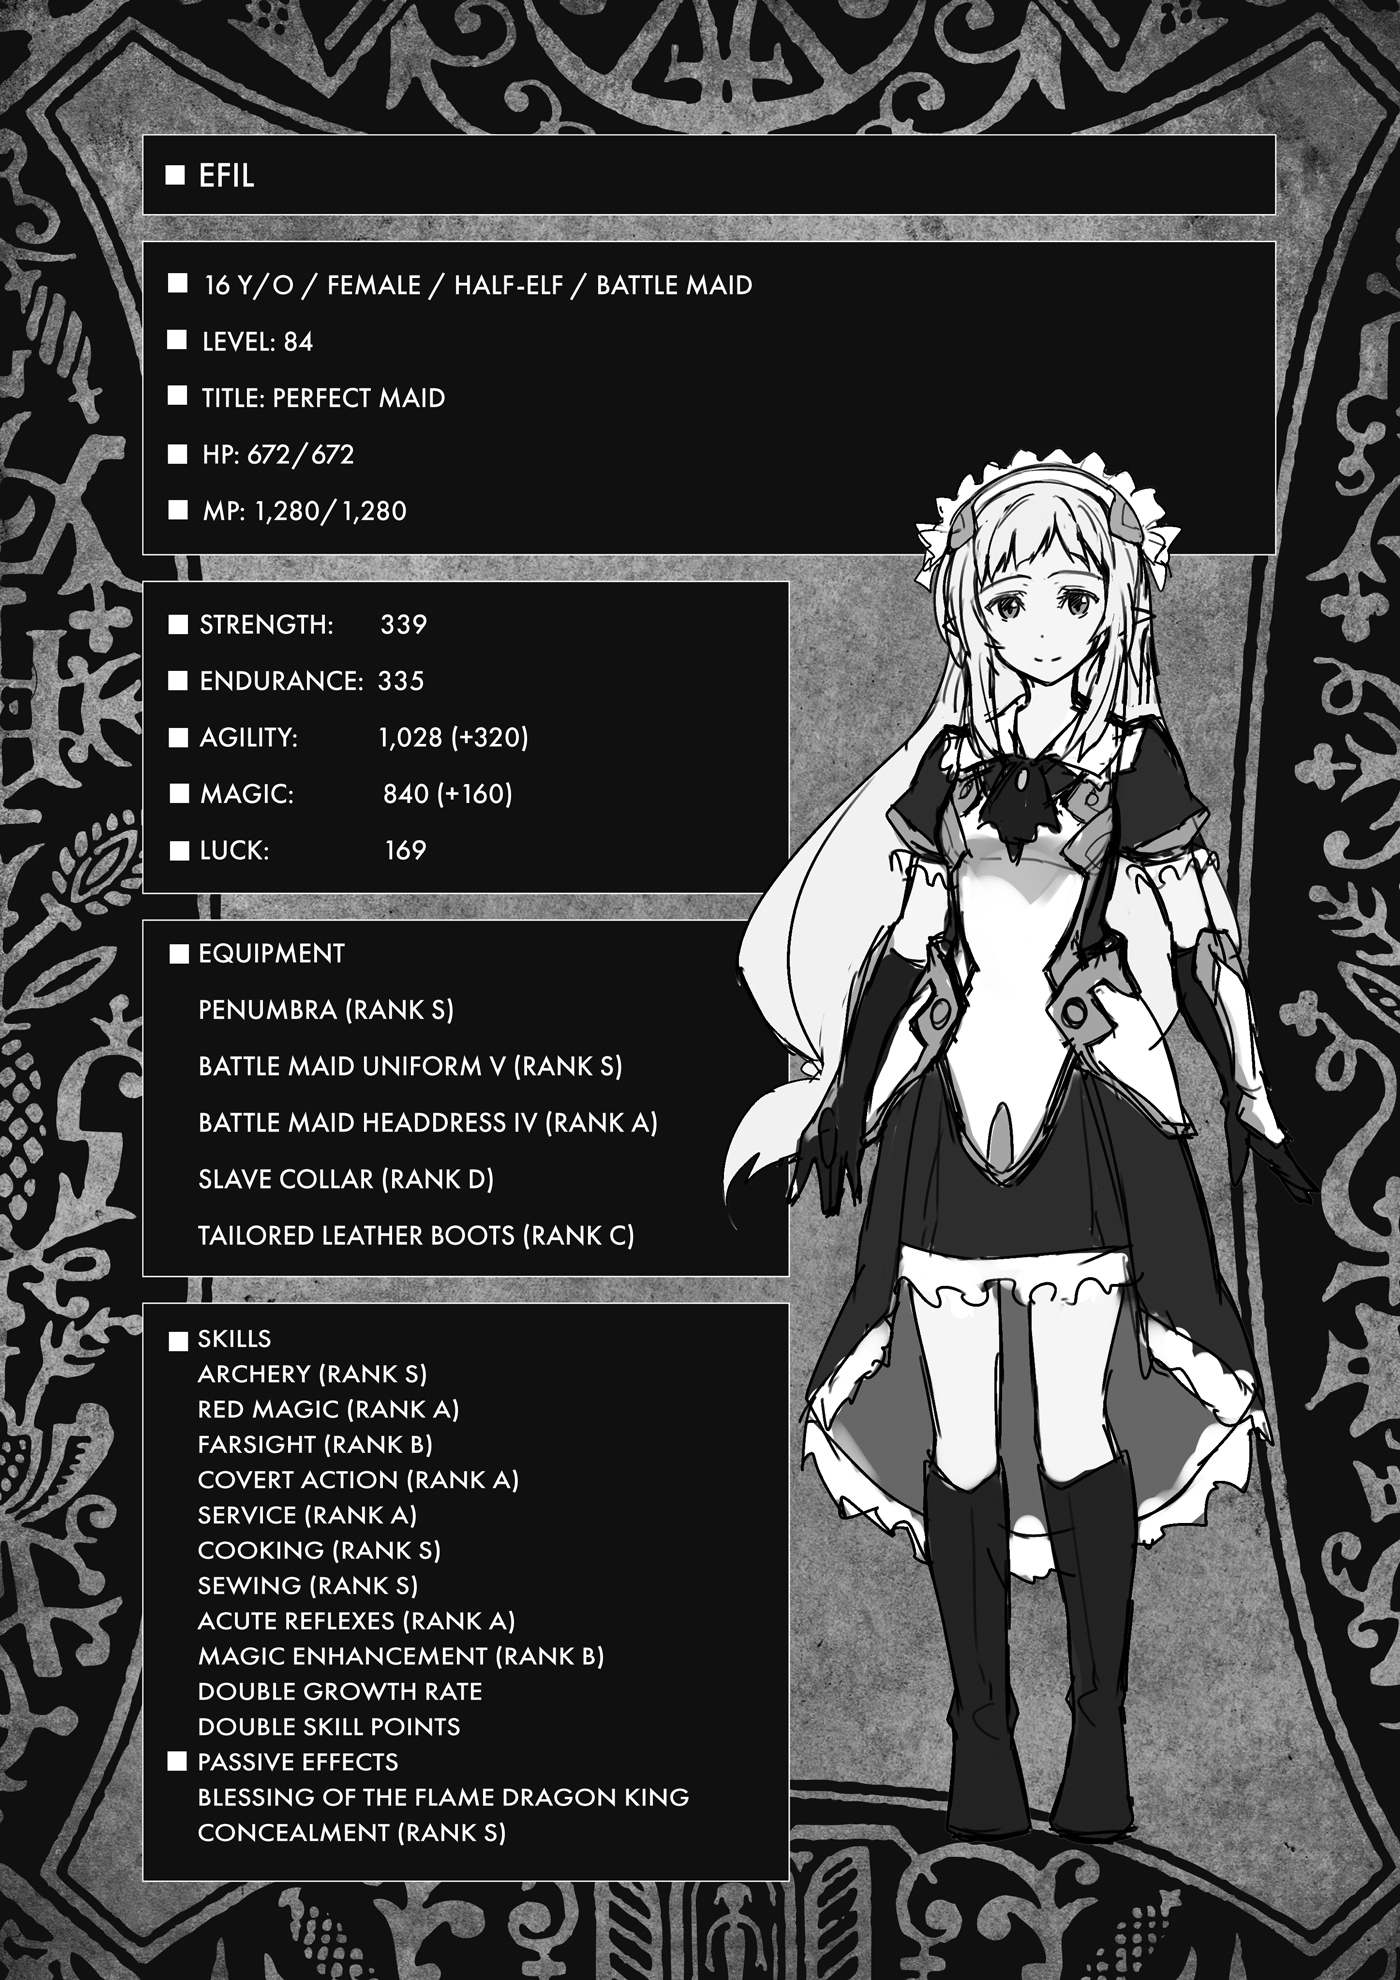 EFIL
16 Y/O / FEMALE / HALF-ELF / BATTLE MAID
LEVEL: 84
TITLE: PERFECT MAID
HP: 672/672
MP: 1,280/1,280
STRENGTH: 339
ENDURANCE: 335
AGILITY: 1,028 (+320)
MAGIC: 840 (+160)
LUCK: 169
EQUIPMENT
PENUMBRA (RANK S)
BATTLE MAID UNIFORM V (RANK S)
BATTLE MAID HEADDRESS IV (RANK A)
SLAVE COLLAR (RANK D)
TAILORED LEATHER BOOTS (RANK C)
SKILLS
ARCHERY (RANK S)
RED MAGIC (RANK A)
FARSIGHT (RANK B)
COVERT ACTION (RANK A)
SERVICE (RANK A)
COOKING (RANK S)
SEWING (RANK S)
ACUTE REFLEXES (RANK A)
MAGIC ENHANCEMENT (RANK B)
DOUBLE GROWTH RATE
DOUBLE SKILL POINTS
PASSIVE EFFECTS
BLESSING OF THE FLAME DRAGON KING
CONCEALMENT (RANK S)